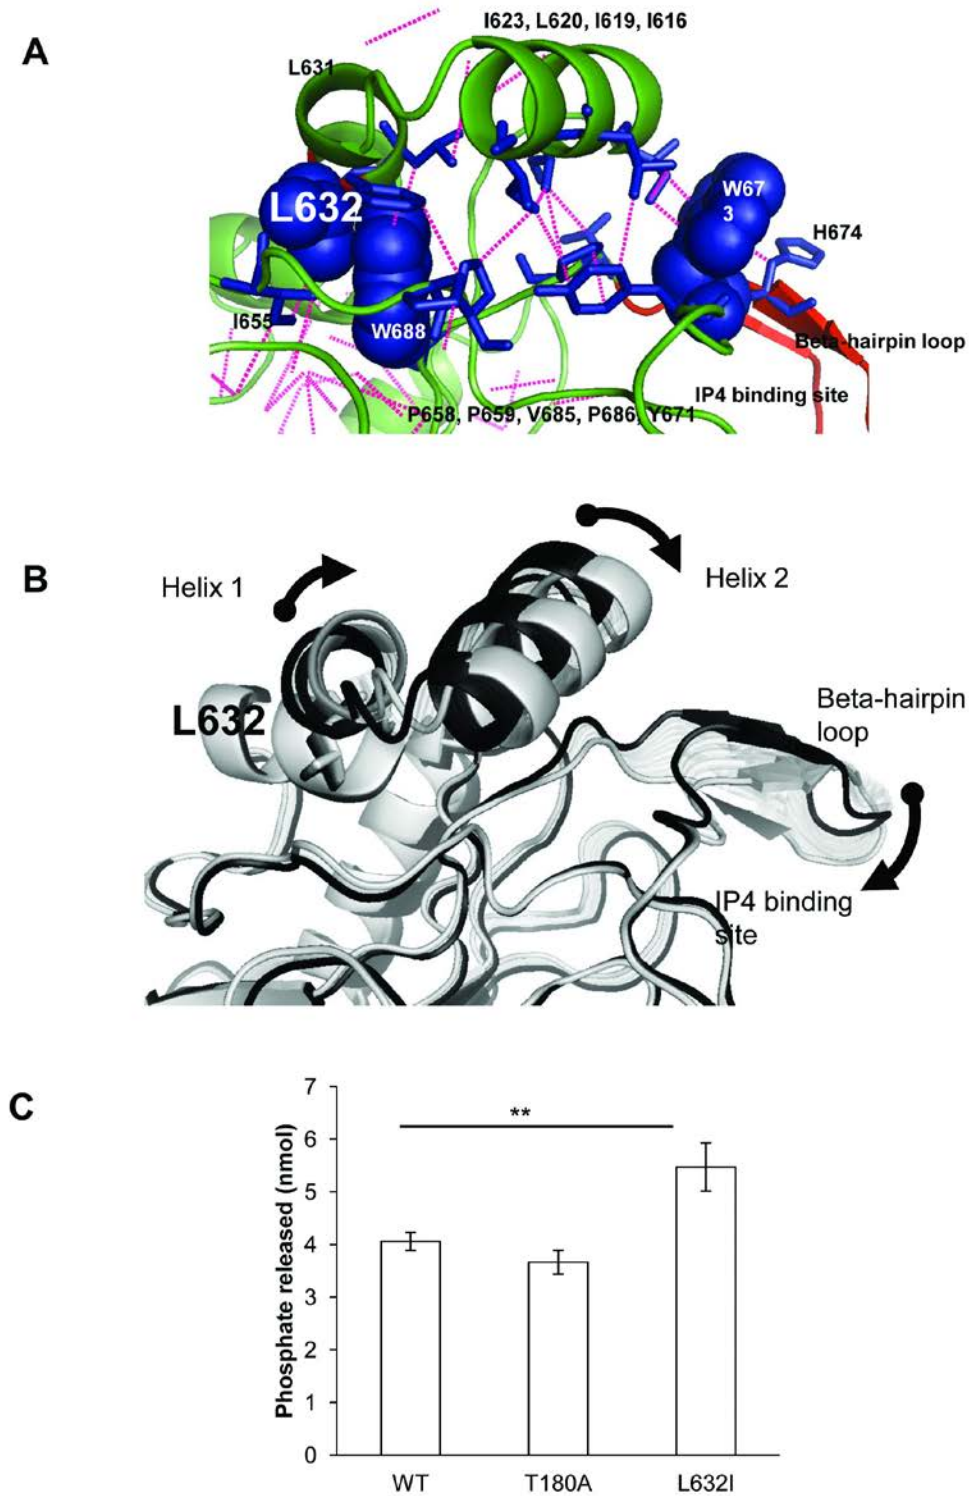 A
I623, L620, I619, I616
L631
L632
W67
3
H674
I655
W688
Beta-hairpin loop
IP4 binding site
P658, P659, V685, P686, Y671
B
Helix 1
Helix 2
L632
Beta-hairpin
loop
IP4 binding
site
C
Phosphate released (nmol)
7
6
5
4
3
2
1
0
**
WT
T180A
L632I